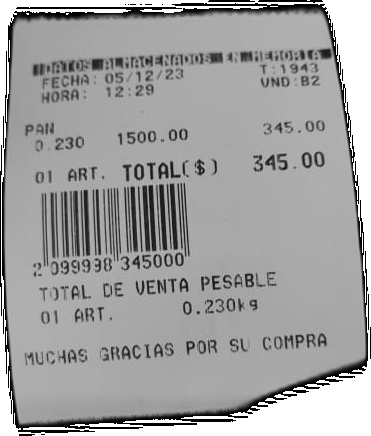 DATOS ALMACENADOS EN MEMORIA
FECHA: 05/12/23 T:1943
HORA: 12:29 VND:B2
PAN
0.230 1500.00 345.00
01 ART. TOTAL($) 345.00
2 099998 345000
TOTAL DE VENTA PESABLE
01 ART. 0.230kg
MUCHAS GRACIAS POR SU COMPRA